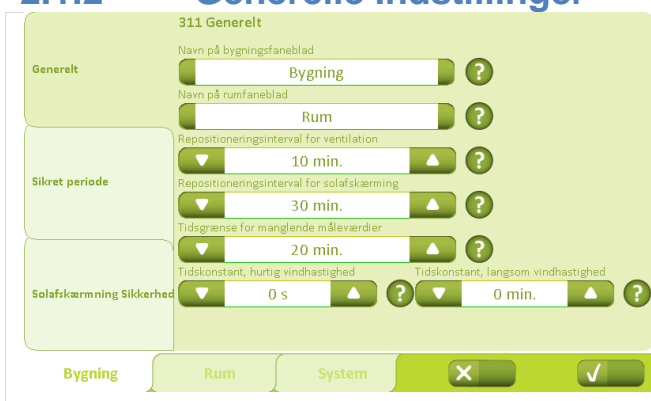 311 Generelt
Navn på bygningsfaneblad
Generelt
Bygning ?
Navn på rumfaneblad
Rum ?
Repositioneringsinterval for ventilation
10 min. ?
Sikret periode
Repositioneringsinterval for solafskærming
30 min. ?
Tidsgrænse for manglende måleværdier
20 min. ?
Tidskonstant, hurtig vindhastighed Tidskonstant, langsom vindhastighed
Solafskærmning Sikkerhed 0 s ? 0 min. ?
Bygning Rum System